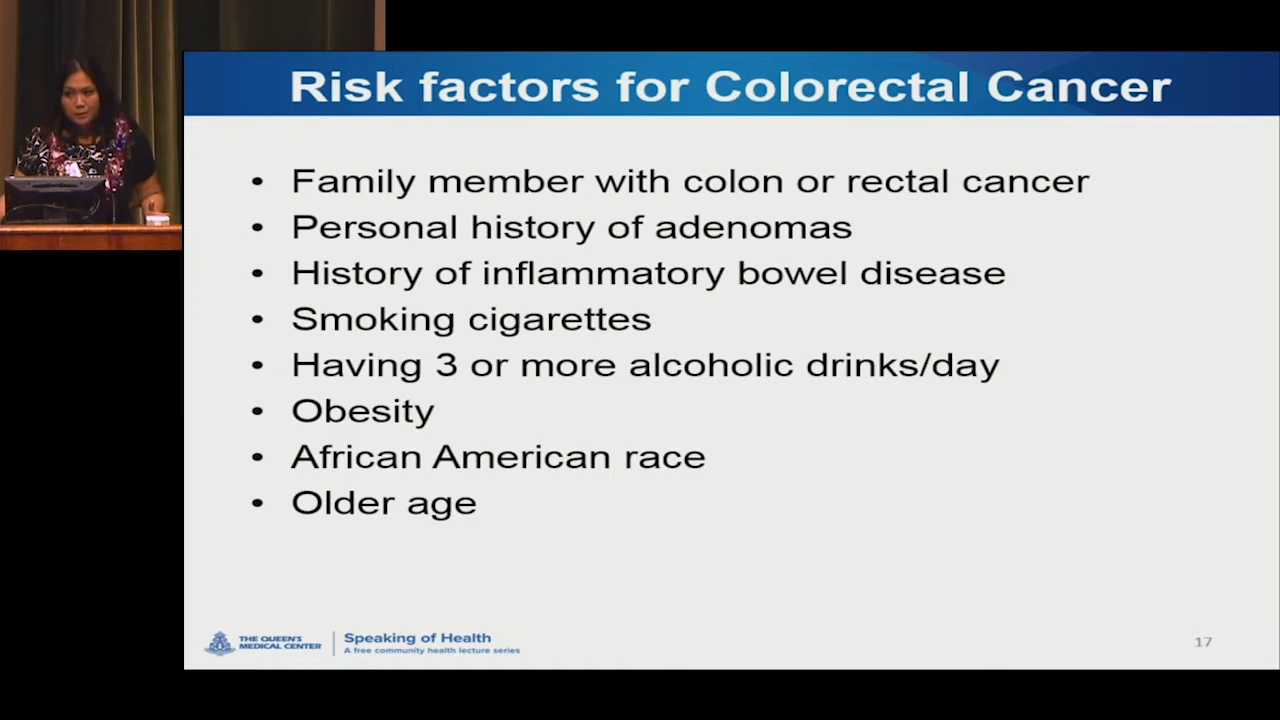 Risk factors for Colorectal Cancer
• Family member with colon or rectal cancer
• Personal history of adenomas
• History of inflammatory bowel disease
• Smoking cigarettes
• Having 3 or more alcoholic drinks/day
• Obesity
• African American race
• Older age
THE QUEEN'S
MEDICAL CENTER
Speaking of Health
A free community health lecture series
17